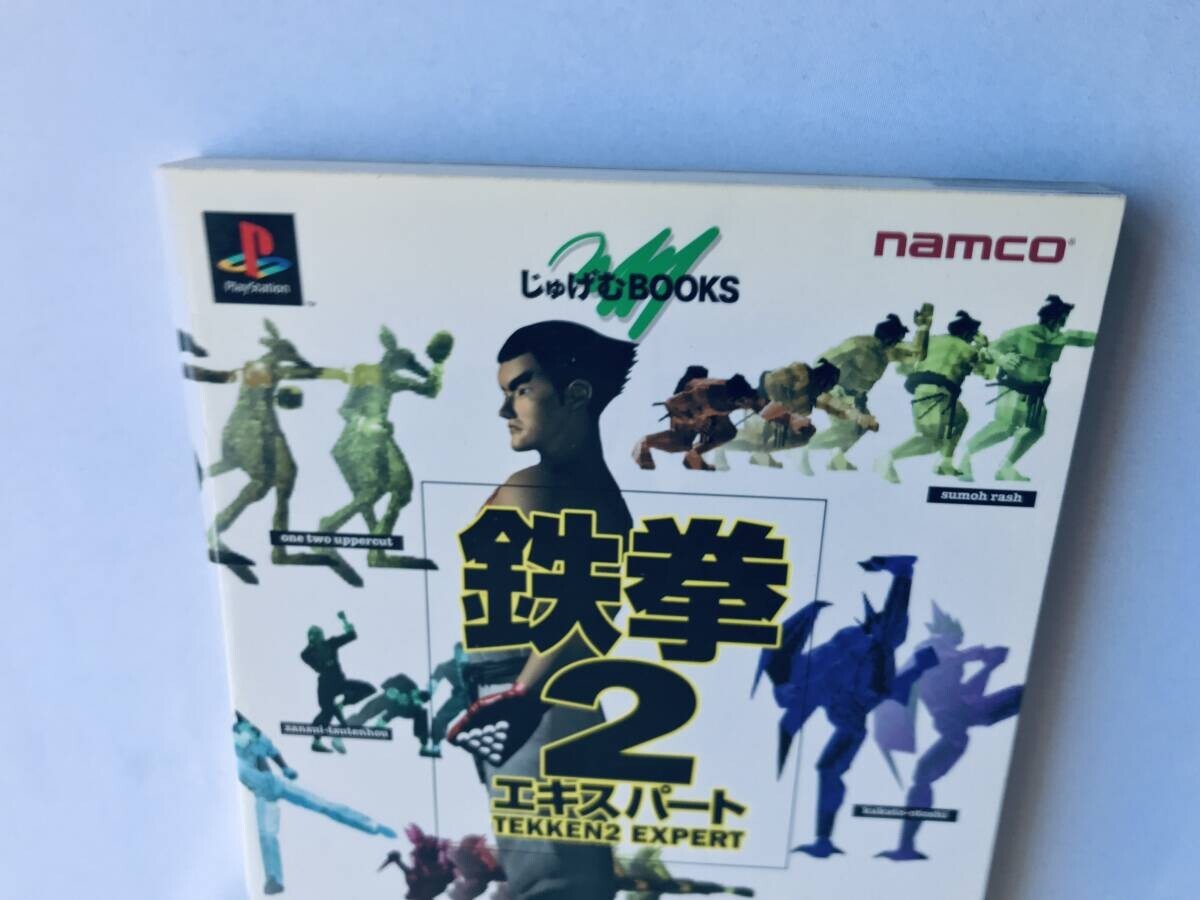 PlayStation
じゅげむBOOKS
namco
one two uppercut
sumoh rash
鉄拳
2
エキスパート
TEKKEN2 EXPERT